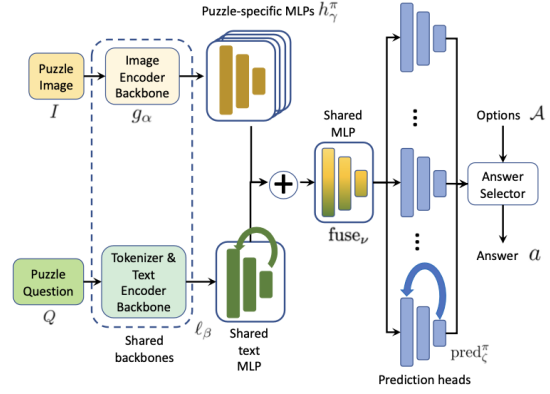 Puzzle-specific MLPs $h_\gamma^\pi$
Puzzle
Image
$I$
Image
Encoder
Backbone
$g_\alpha$
Shared
MLP
+
$\text{fuse}_\nu$
...
...
Options $\mathcal{A}$
Answer
Selector
Answer $a$
Puzzle
Question
$Q$
Tokenizer &
Text
Encoder
Backbone
$\ell_\beta$
Shared
backbones
Shared
text
MLP
$\text{pred}_\zeta^\pi$
Prediction heads